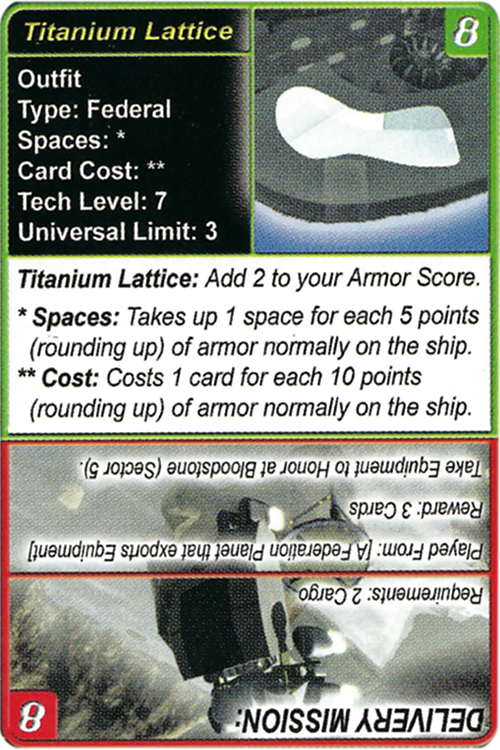 Titanium Lattice
8
Outfit
Type: Federal
Spaces: *
Card Cost: **
Tech Level: 7
Universal Limit: 3
Titanium Lattice: Add 2 to your Armor Score.
* Spaces: Takes up 1 space for each 5 points
(rounding up) of armor normally on the ship.
** Cost: Costs 1 card for each 10 points
(rounding up) of armor normally on the ship.
DELIVERY MISSION:
8
Requirements: 2 Cargo
Played From: [A Federation Planet that exports Equipment]
Reward: 3 Cards
Take Equipment to Honor at Bloodstone (Sector 5).